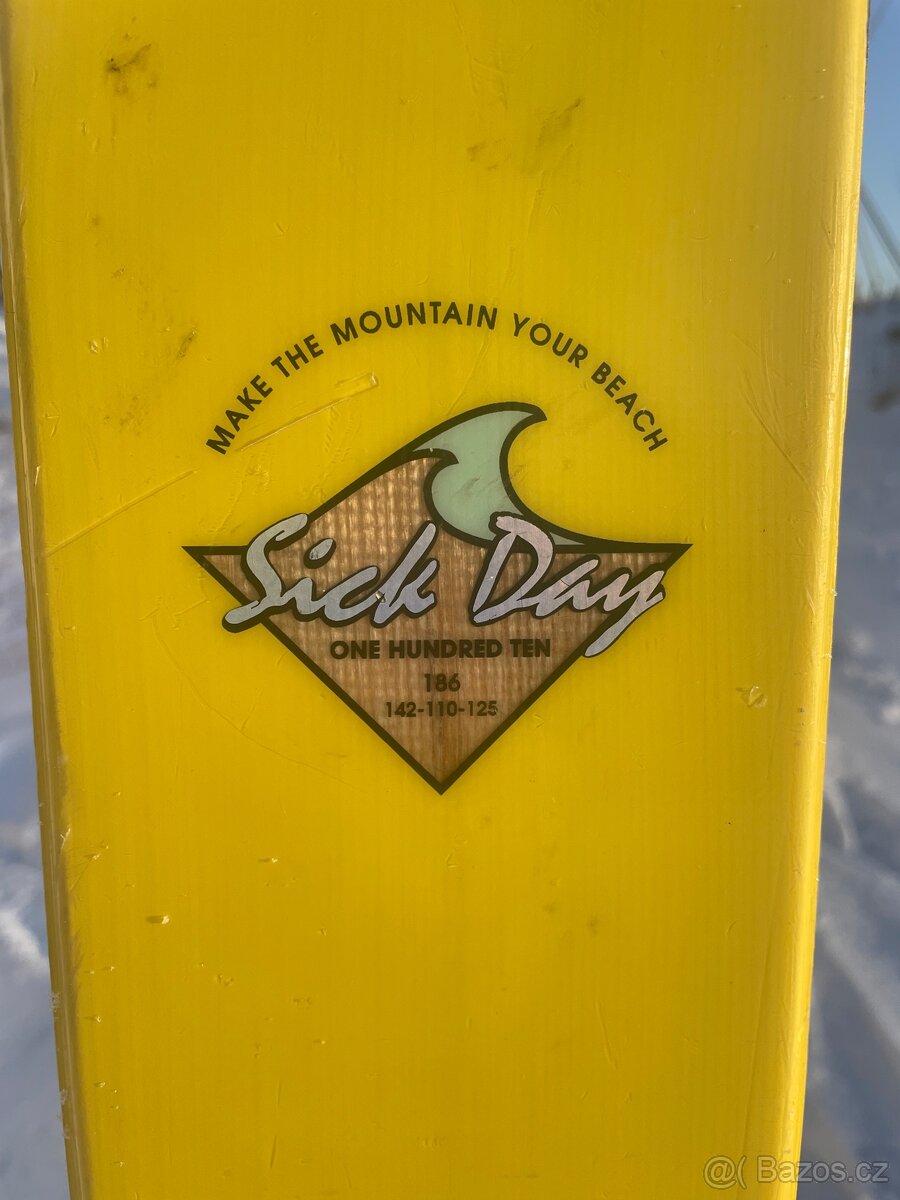 MAKE THE MOUNTAIN YOUR BEACH
Sick Day
ONE HUNDRED TEN
186
142-110-125
@( Bazos.cz